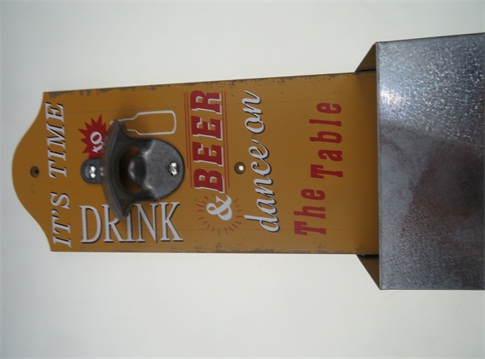 IT'S TIME
to
DRINK
BEER
&
dance on
The Table